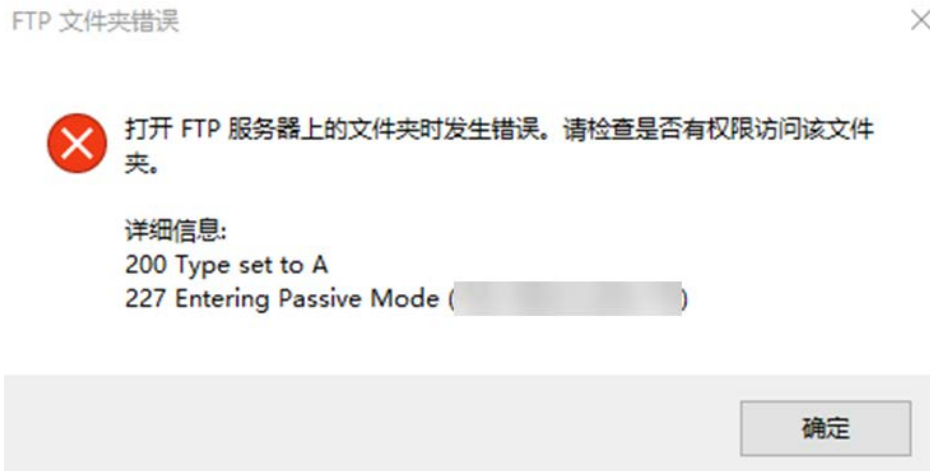 FTP 文件夹错误
打开 FTP 服务器上的文件夹时发生错误。请检查是否有权限访问该文件
夹。
详细信息:
200 Type set to A
227 Entering Passive Mode ( )
确定